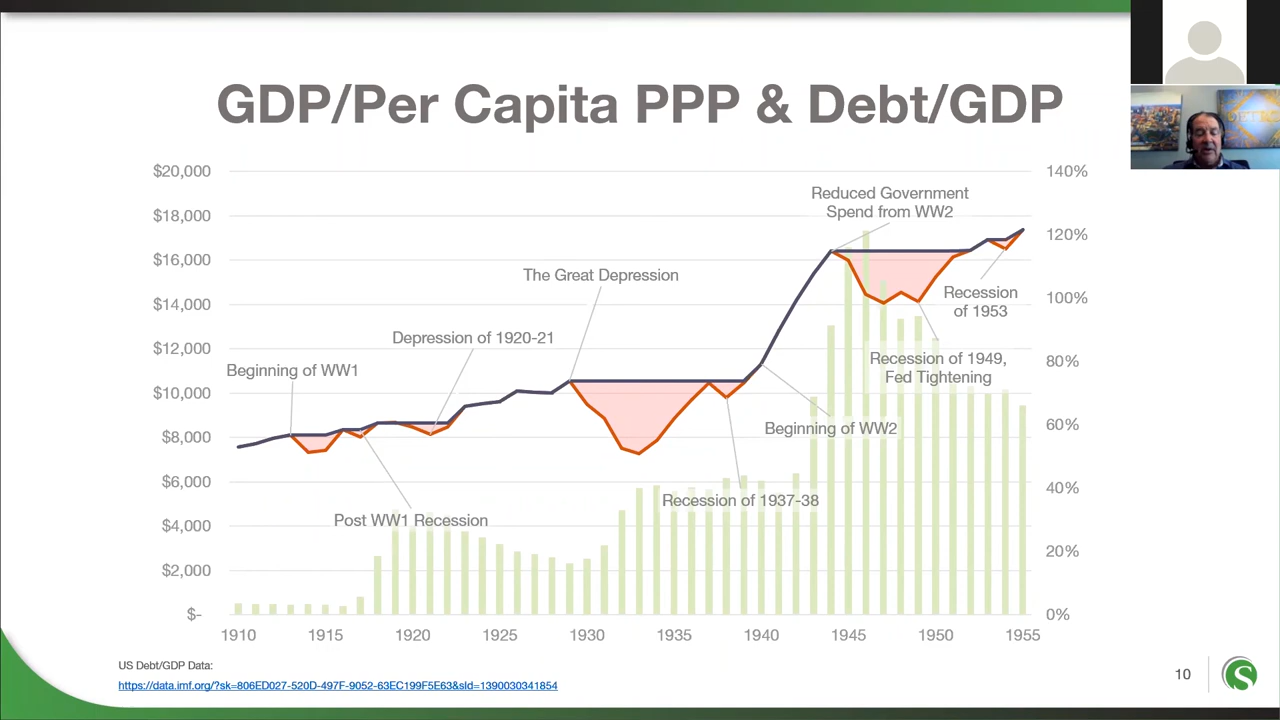 GDP/Per Capita PPP & Debt/GDP
$20,000
$18,000
$16,000
$14,000
$12,000
$10,000
$8,000
$6,000
$4,000
$2,000
$-
140%
120%
100%
80%
60%
40%
20%
0%
Reduced Government
Spend from WW2
The Great Depression
Recession
of 1953
Depression of 1920-21
Beginning of WW1
Recession of 1949,
Fed Tightening
Beginning of WW2
Recession of 1937-38
Post WW1 Recession
1910 1915 1920 1925 1930 1935 1940 1945 1950 1955
US Debt/GDP Data:
https://data.imf.org/?sk=806ED027-520D-497F-9052-63EC199F5E63&sId=1390030341854
10
S